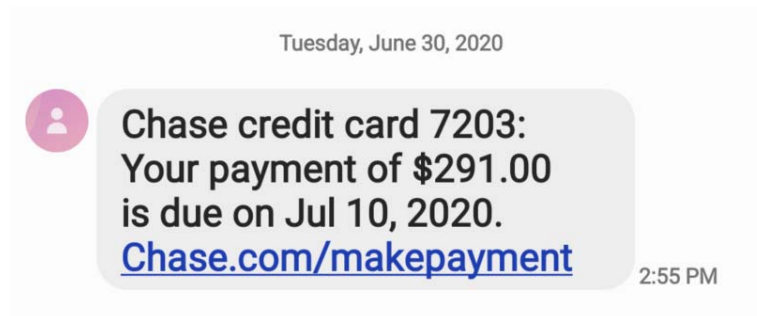 Tuesday, June 30, 2020
Chase credit card 7203:
Your payment of $291.00
is due on Jul 10, 2020.
Chase.com/makepayment
2:55 PM